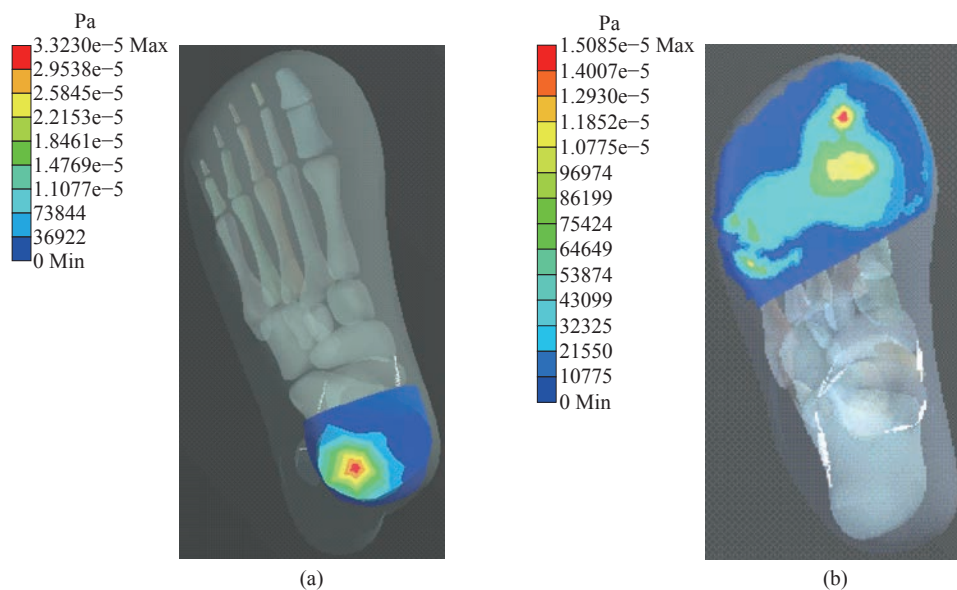 Pa
3.3230e−5 Max
2.9538e−5
2.5845e−5
2.2153e−5
1.8461e−5
1.4769e−5
1.1077e−5
73844
36922
0 Min
(a)
Pa
1.5085e−5 Max
1.4007e−5
1.2930e−5
1.1852e−5
1.0775e−5
96974
86199
75424
64649
53874
43099
32325
21550
10775
0 Min
(b)